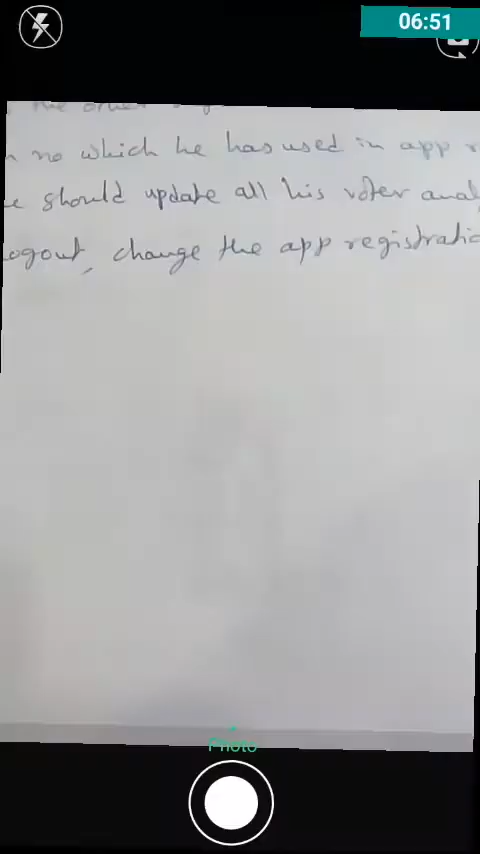 06:51
no which he has used in app
should update all his voter
logout, change the app
Photo